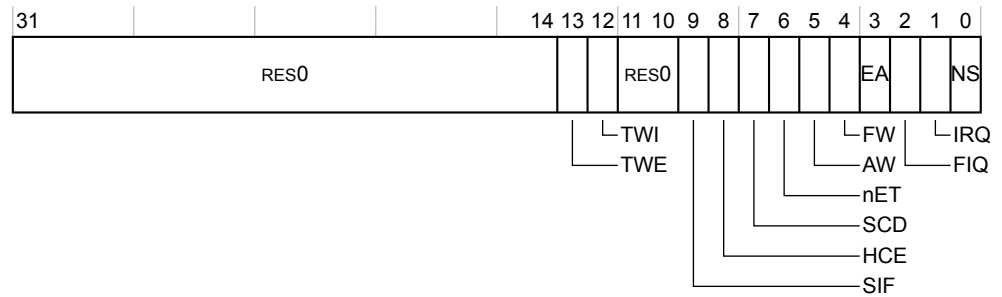 31 14 13 12 11 10 9 8 7 6 5 4 3 2 1 0
RES0 RES0 EA NS
TWI FW IRQ
TWE AW FIQ
nET
SCD
HCE
SIF